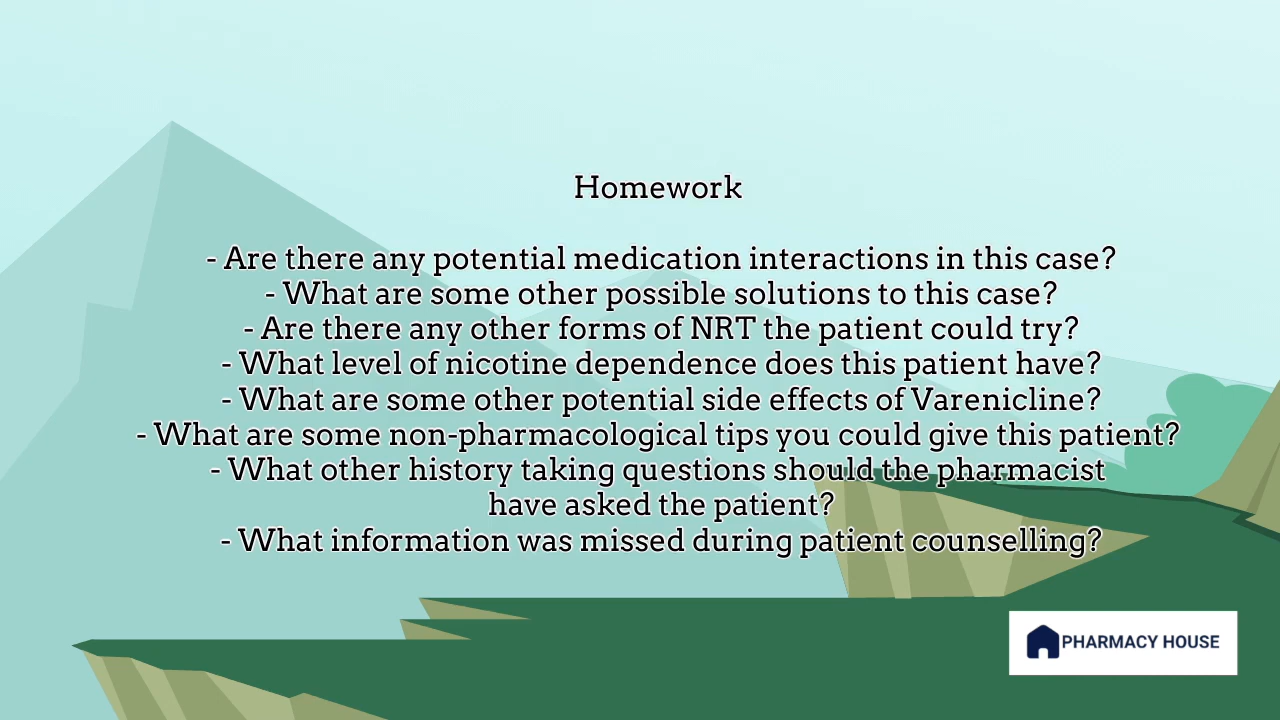 Homework
- Are there any potential medication interactions in this case?
- What are some other possible solutions to this case?
- Are there any other forms of NRT the patient could try?
- What level of nicotine dependence does this patient have?
- What are some other potential side effects of Varenicline?
- What are some non-pharmacological tips you could give this patient?
- What other history taking questions should the pharmacist
have asked the patient?
- What information was missed during patient counselling?
PHARMACY HOUSE